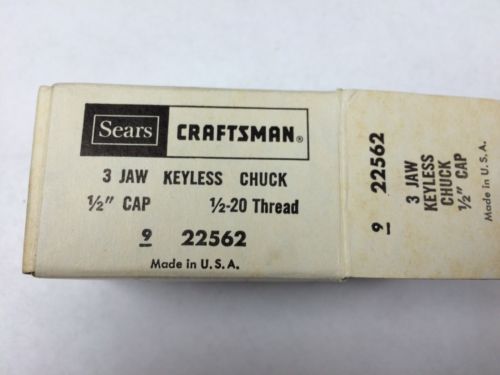 Sears CRAFTSMAN®
3 JAW KEYLESS CHUCK
1/2" CAP 1/2-20 Thread
9 22562
Made in U.S.A.
9 22562
3 JAW
KEYLESS
CHUCK
1/2" CAP
Made in U.S.A.